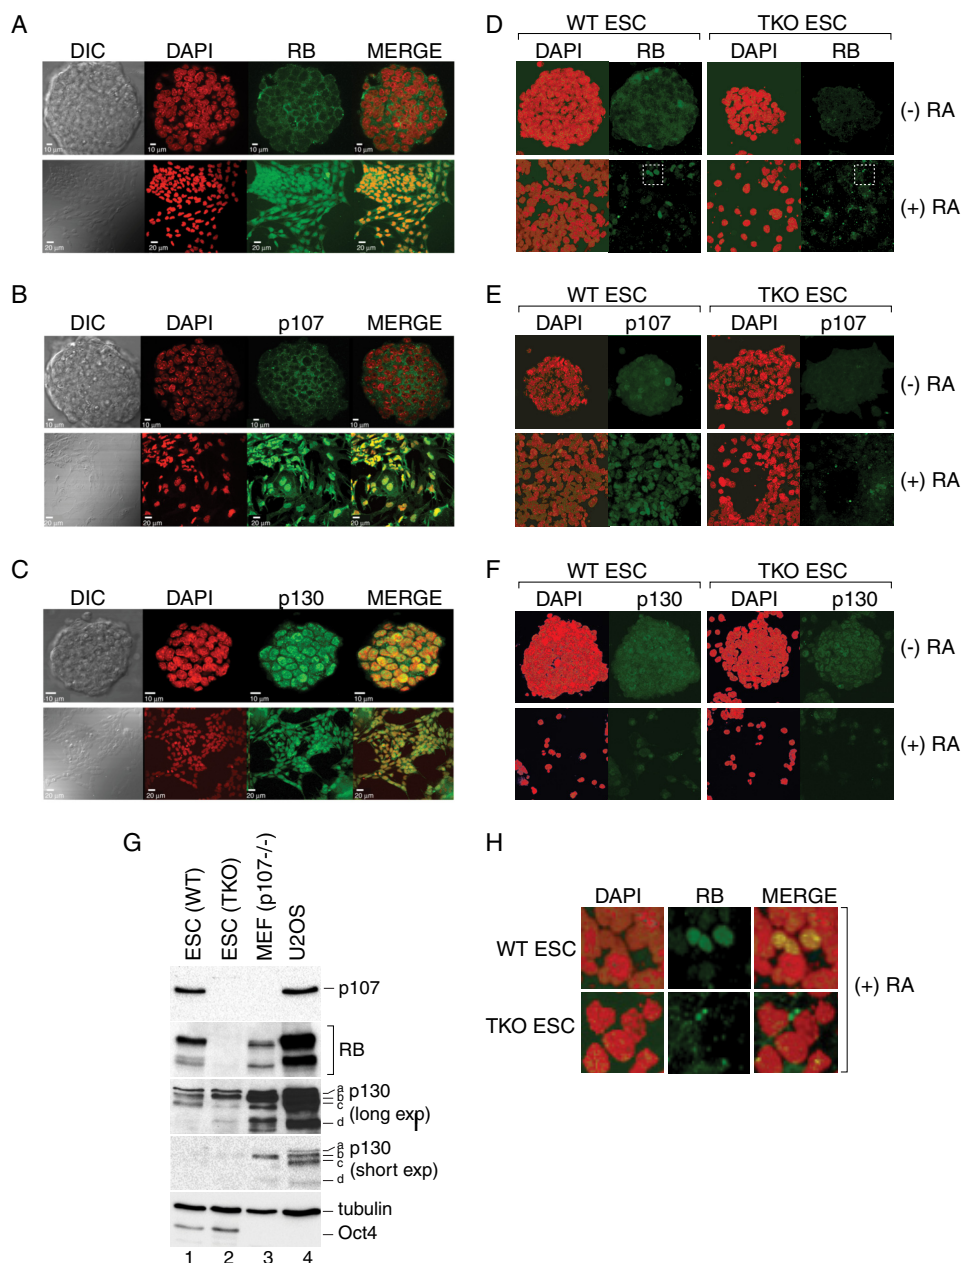 A
DIC DAPI RB MERGE
10 µm 10 µm 10 µm 10 µm
20 µm 20 µm 20 µm 20 µm
B
DIC DAPI p107 MERGE
10 µm 10 µm 10 µm 10 µm
20 µm 20 µm 20 µm 20 µm
C
DIC DAPI p130 MERGE
10 µm 10 µm 10 µm 10 µm
20 µm 20 µm 20 µm 20 µm
D
WT ESC TKO ESC
DAPI RB DAPI RB
(-) RA
(+) RA
E
WT ESC TKO ESC
DAPI p107 DAPI p107
(-) RA
(+) RA
F
WT ESC TKO ESC
DAPI p130 DAPI p130
(-) RA
(+) RA
G
ESC (WT) ESC (TKO) MEF (p107-/-) U2OS
p107
RB
a b c d p130
(long exp)
a b c d p130
(short exp)
tubulin
Oct4
1 2 3 4
H
DAPI RB MERGE
WT ESC
TKO ESC
(+) RA